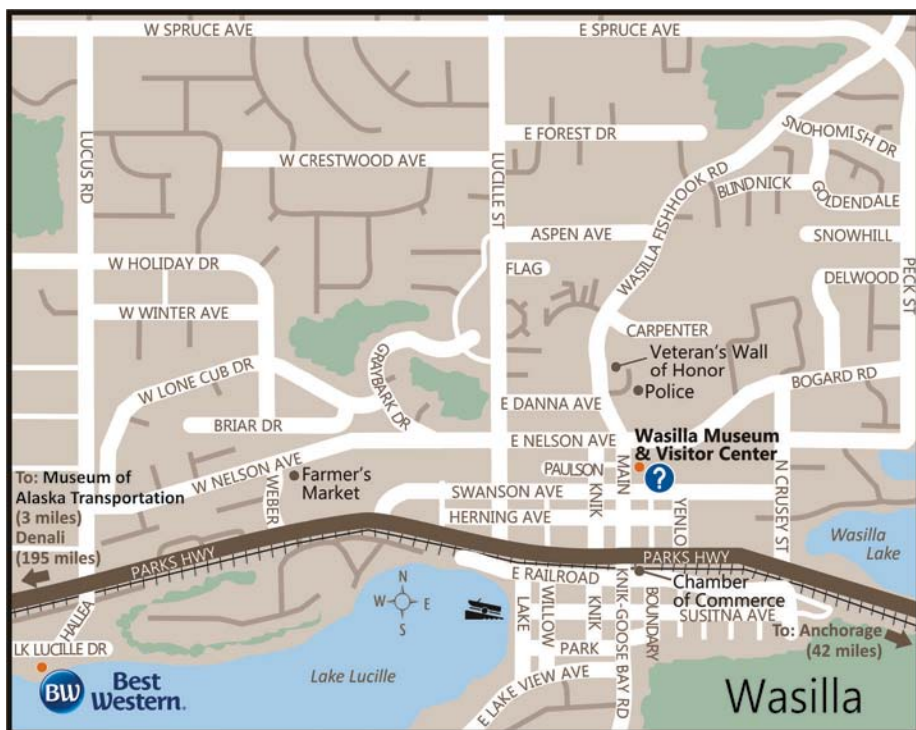 W SPRUCE AVE
E SPRUCE AVE
LUCUS RD
E FOREST DR
SNOHOMISH DR
W CRESTWOOD AVE
LUCILLE ST
BLINDNICK
GOLDENDALE
WASILLA FISHHOOK RD
ASPEN AVE
SNOWHILL
W HOLIDAY DR
FLAG
DELWOOD
PECK ST
W WINTER AVE
CARPENTER
GRAYBARK DR
Veteran's Wall
of Honor
W LONE CUB DR
Police
BOGARD RD
E DANNA AVE
BRIAR DR
E NELSON AVE
Wasilla Museum
& Visitor Center
?
W NELSON AVE
PAULSON
MAIN
KNIK
N CRUSEY ST
To: Museum of
Alaska Transportation
(3 miles)
Denali
(195 miles)
WEBER
Farmer's
Market
SWANSON AVE
HERNING AVE
YENLO
Wasilla
Lake
PARKS HWY
PARKS HWY
E RAILROAD
Chamber
of Commerce
HALLEA
N
W E
S
LAKE
WILLOW
KNIK
KNIK-GOOSE BAY RD
BOUNDARY
SUSITNA AVE
To: Anchorage
(42 miles)
LK LUCILLE DR
PARK
Lake Lucille
E LAKE VIEW AVE
BW
Best
Western.
Wasilla